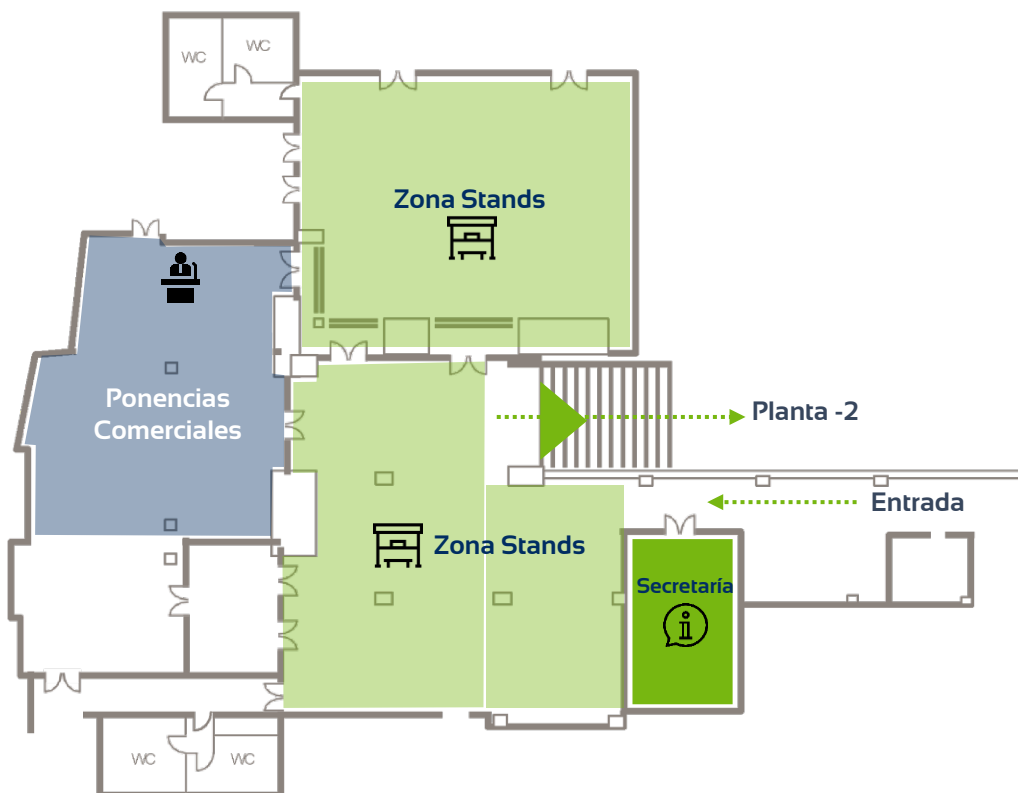 WC
WC
Zona Stands
Ponencias
Comerciales
Planta -2
Entrada
Zona Stands
Secretaría
i
WC
WC